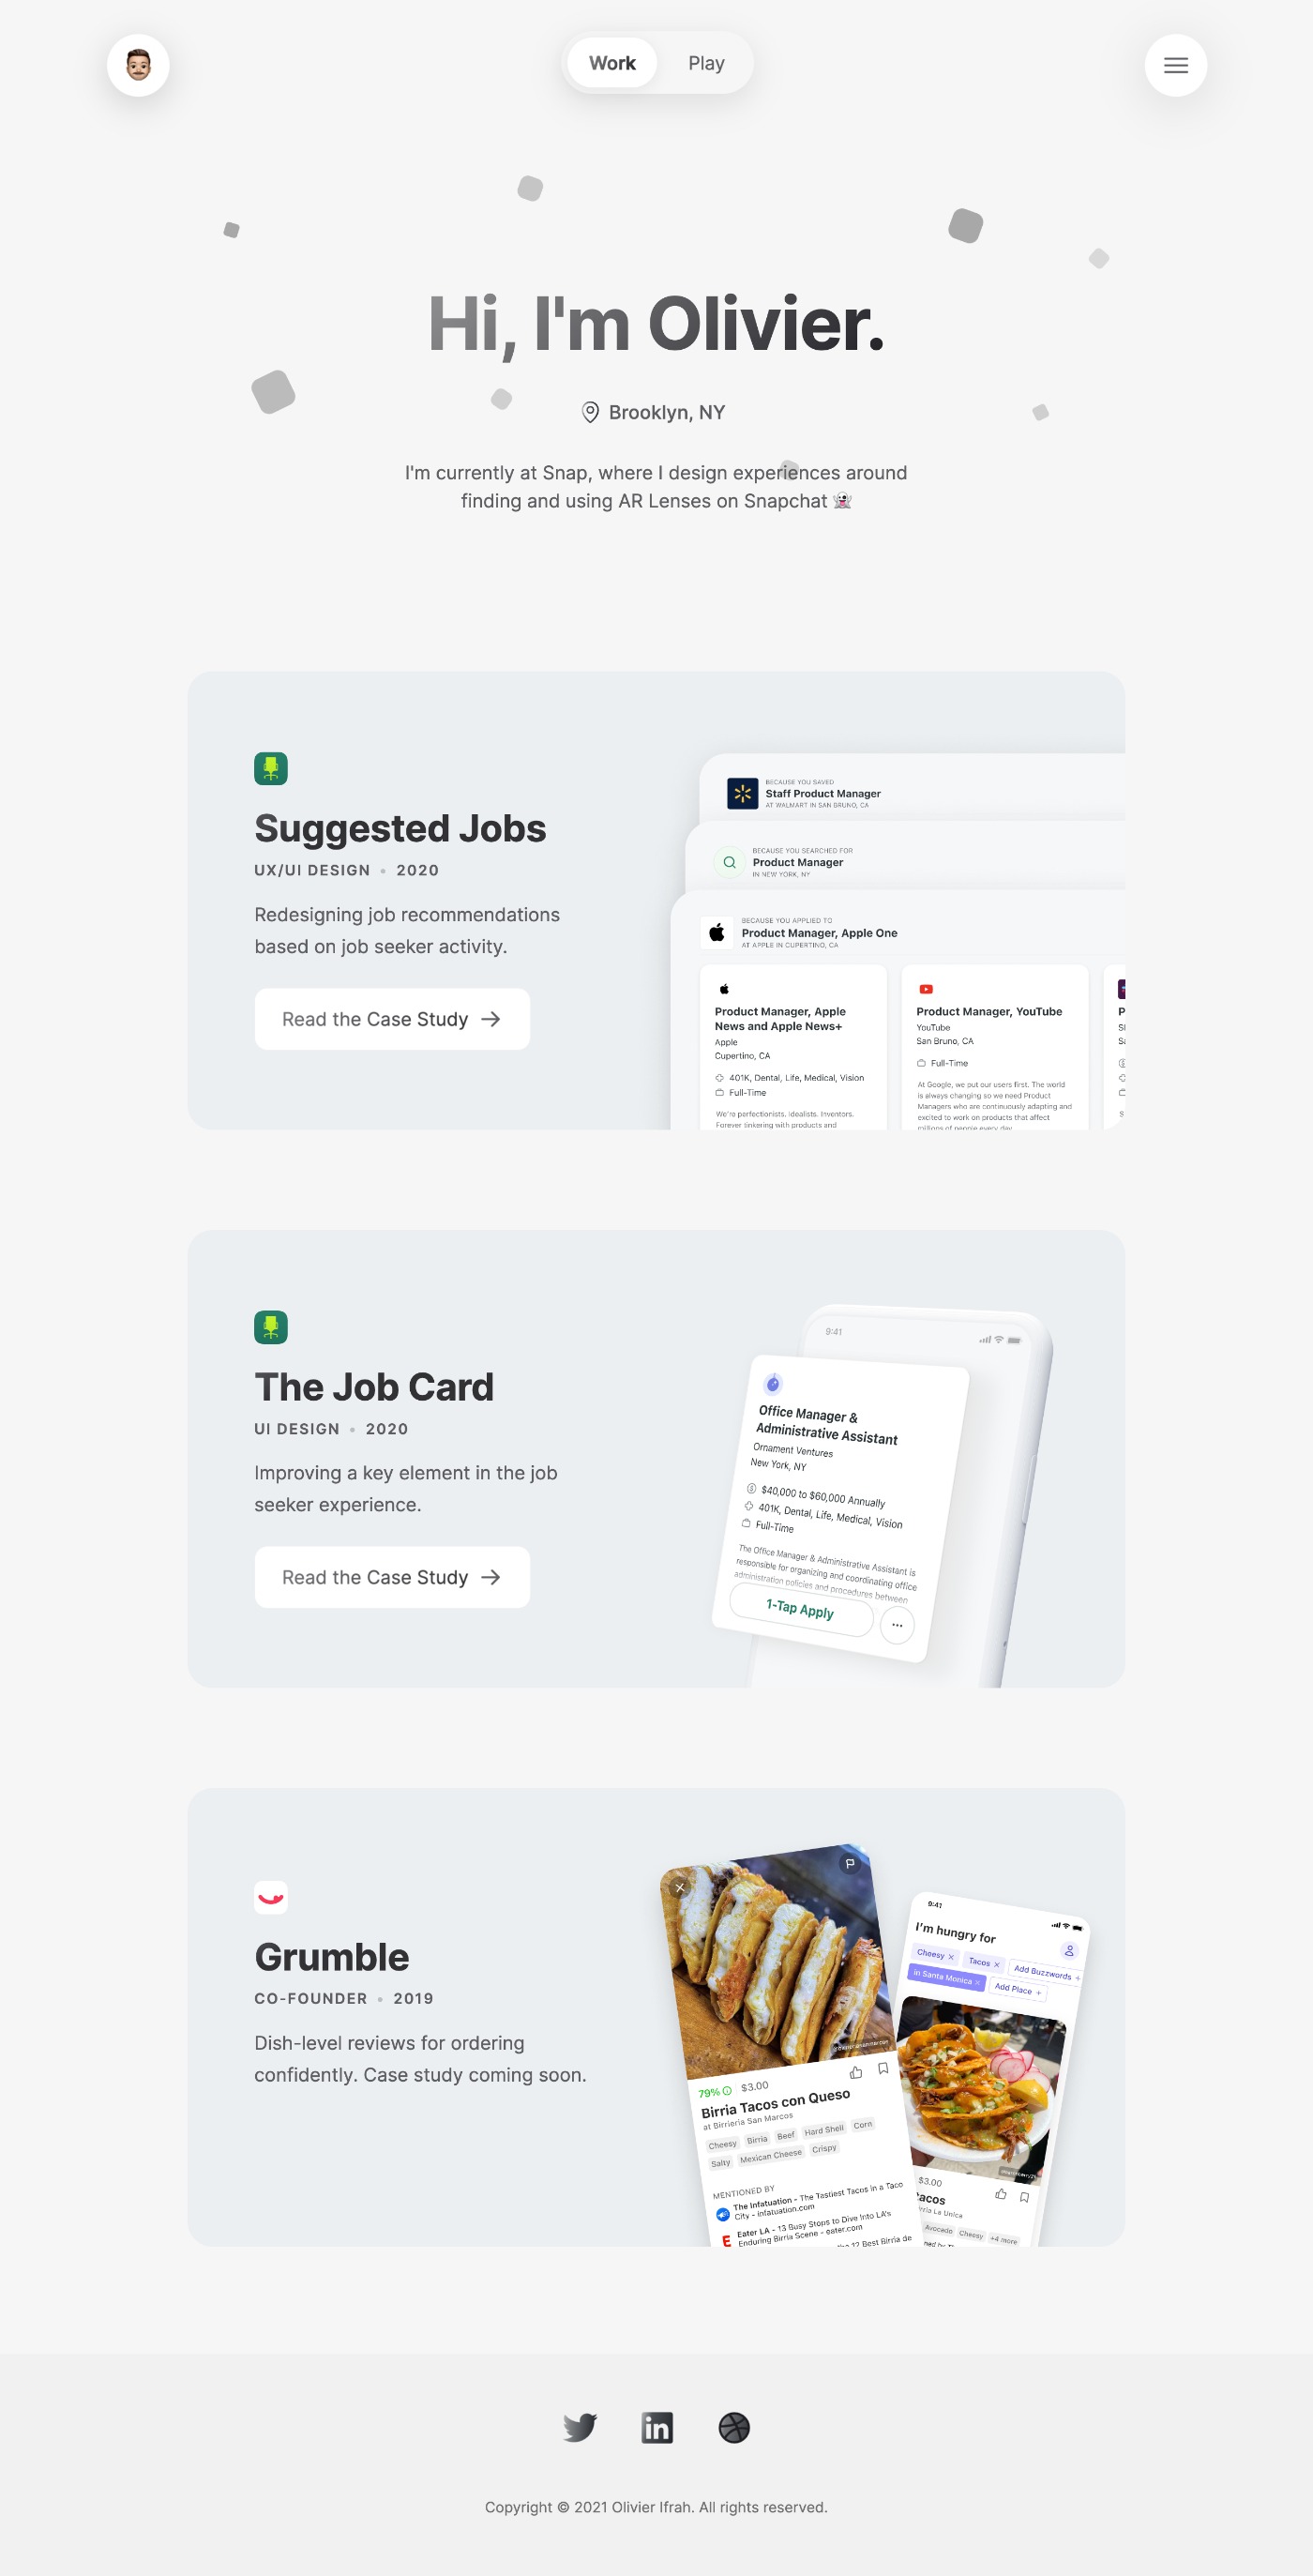 Work
Play
Hi, I'm Olivier.
Brooklyn, NY
I'm currently at Snap, where I design experiences around
finding and using AR Lenses on Snapchat 👻
Suggested Jobs
UX/UI DESIGN • 2020
Redesigning job recommendations
based on job seeker activity.
Read the Case Study →
BECAUSE YOU SAVED
Staff Product Manager
AT WALMART IN SAN BRUNO, CA
BECAUSE YOU SEARCHED FOR
Product Manager
IN NEW YORK, NY
BECAUSE YOU APPLIED TO
Product Manager, Apple One
AT APPLE IN CUPERTINO, CA
Product Manager, Apple
News and Apple News+
Apple
Cupertino, CA
401K, Dental, Life, Medical, Vision
Full-Time
We're perfectionists. Idealists. Inventors.
Forever tinkering with products and
Product Manager, YouTube
YouTube
San Bruno, CA
Full-Time
At Google, we put our users first. The world
is always changing so we need Product
Managers who are continuously adapting and
excited to work on products that affect
millions of people every day.
The Job Card
UI DESIGN • 2020
Improving a key element in the job
seeker experience.
Read the Case Study →
9:41
Office Manager &
Administrative Assistant
Ornament Ventures
New York, NY
$40,000 to $60,000 Annually
401K, Dental, Life, Medical, Vision
Full-Time
The Office Manager & Administrative Assistant is
responsible for organizing and coordinating office
administration policies and procedures between
1-Tap Apply
Grumble
CO-FOUNDER • 2019
Dish-level reviews for ordering
confidently. Case study coming soon.
79% $3.00
Birria Tacos con Queso
at Birrieria San Marcos
Cheesy Birria Beef Hard Shell Corn
Salty Mexican Cheese Crispy
MENTIONED BY
The Infatuation - The Tastiest Tacos in a Taco
City - infatuation.com
Eater LA - 13 Busy Stops to Dive Into LA's
Enduring Birria Scene - eater.com
the 12 Best Birria de
9:41
I'm hungry for
Cheesy × Tacos × Add Buzzwords +
in Santa Monica × Add Place +
$3.00
La Unica
Avocado Cheesy +4 more
Copyright © 2021 Olivier Ifrah. All rights reserved.